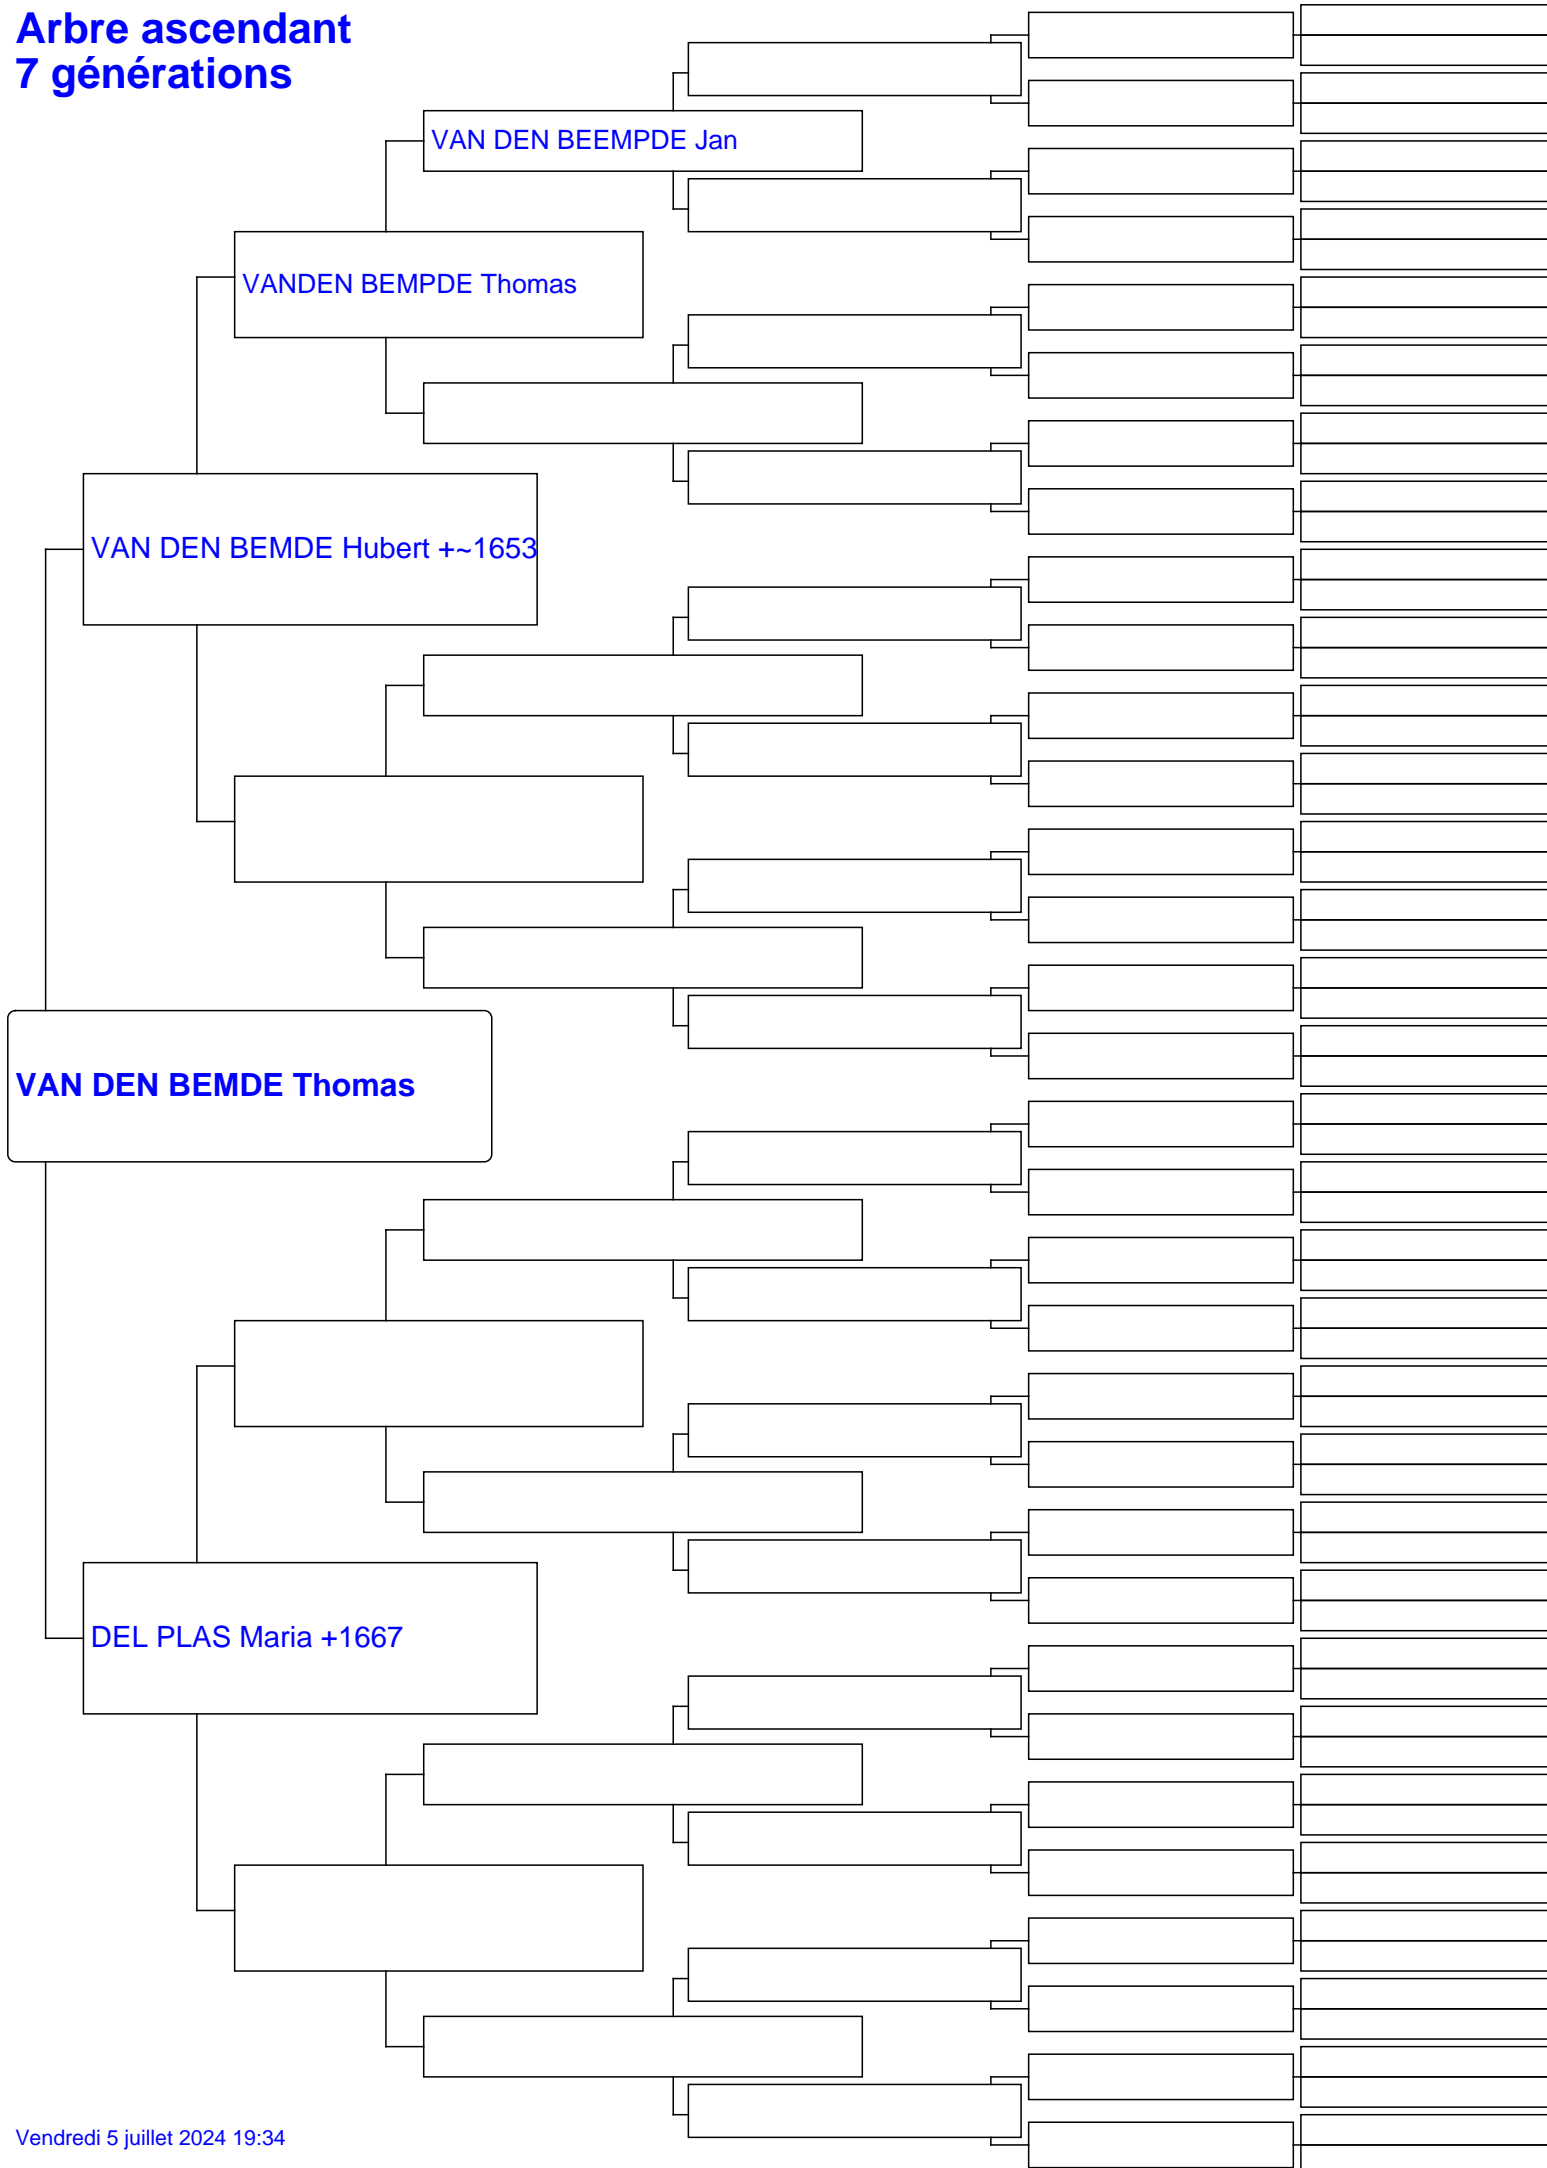 Arbre ascendant
7 générations
VAN DEN BEEMPDE Jan
VANDEN BEMPDE Thomas
VAN DEN BEMDE Hubert +~1653
VAN DEN BEMDE Thomas
DEL PLAS Maria +1667
Vendredi 5 juillet 2024 19:34